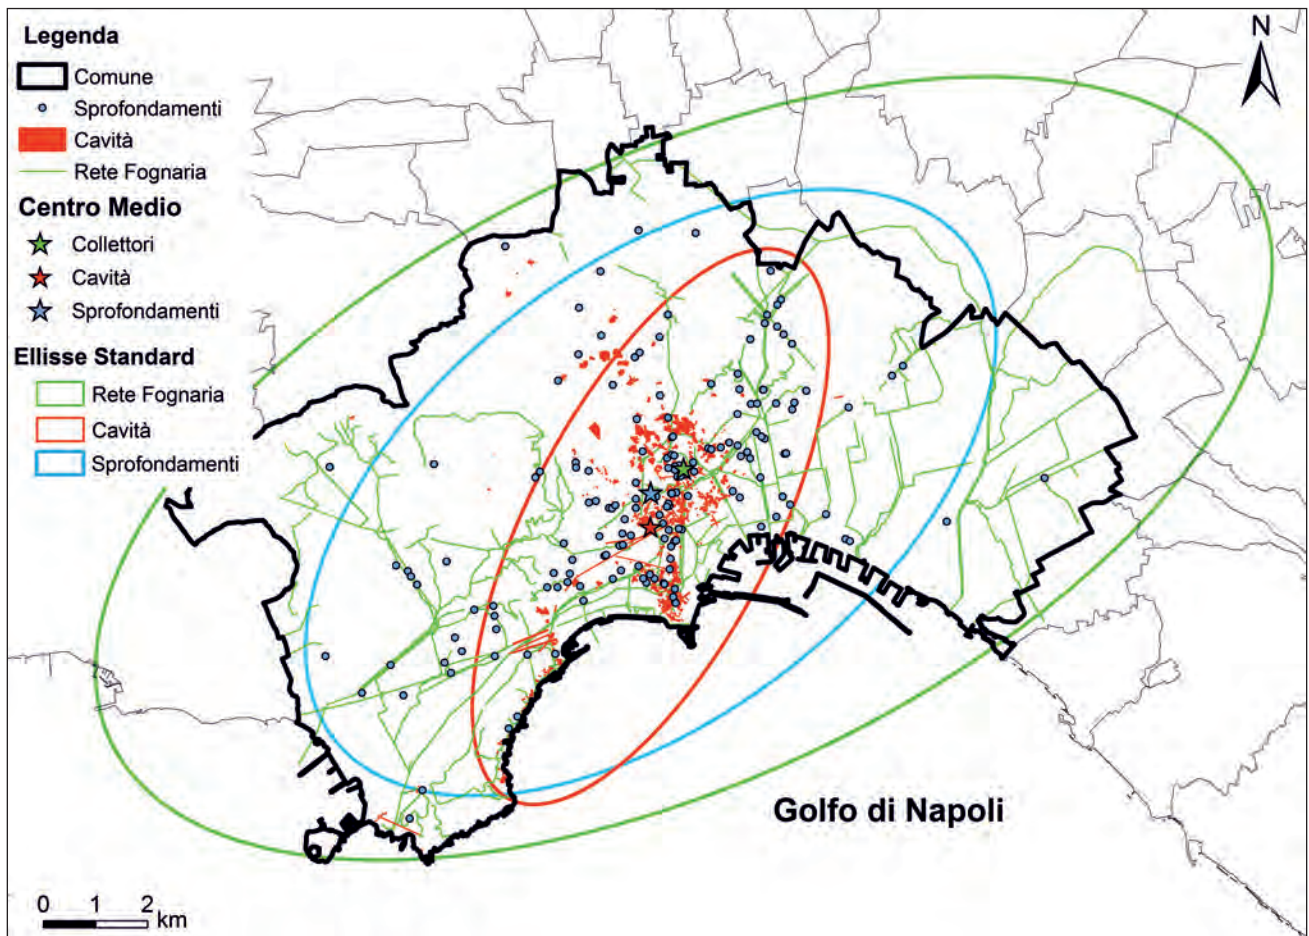 Legenda
Comune
Sprofondamenti
Cavità
Rete Fognaria
Centro Medio
Collettori
Cavità
Sprofondamenti
Ellisse Standard
Rete Fognaria
Cavità
Sprofondamenti
N
Golfo di Napoli
0 1 2
km